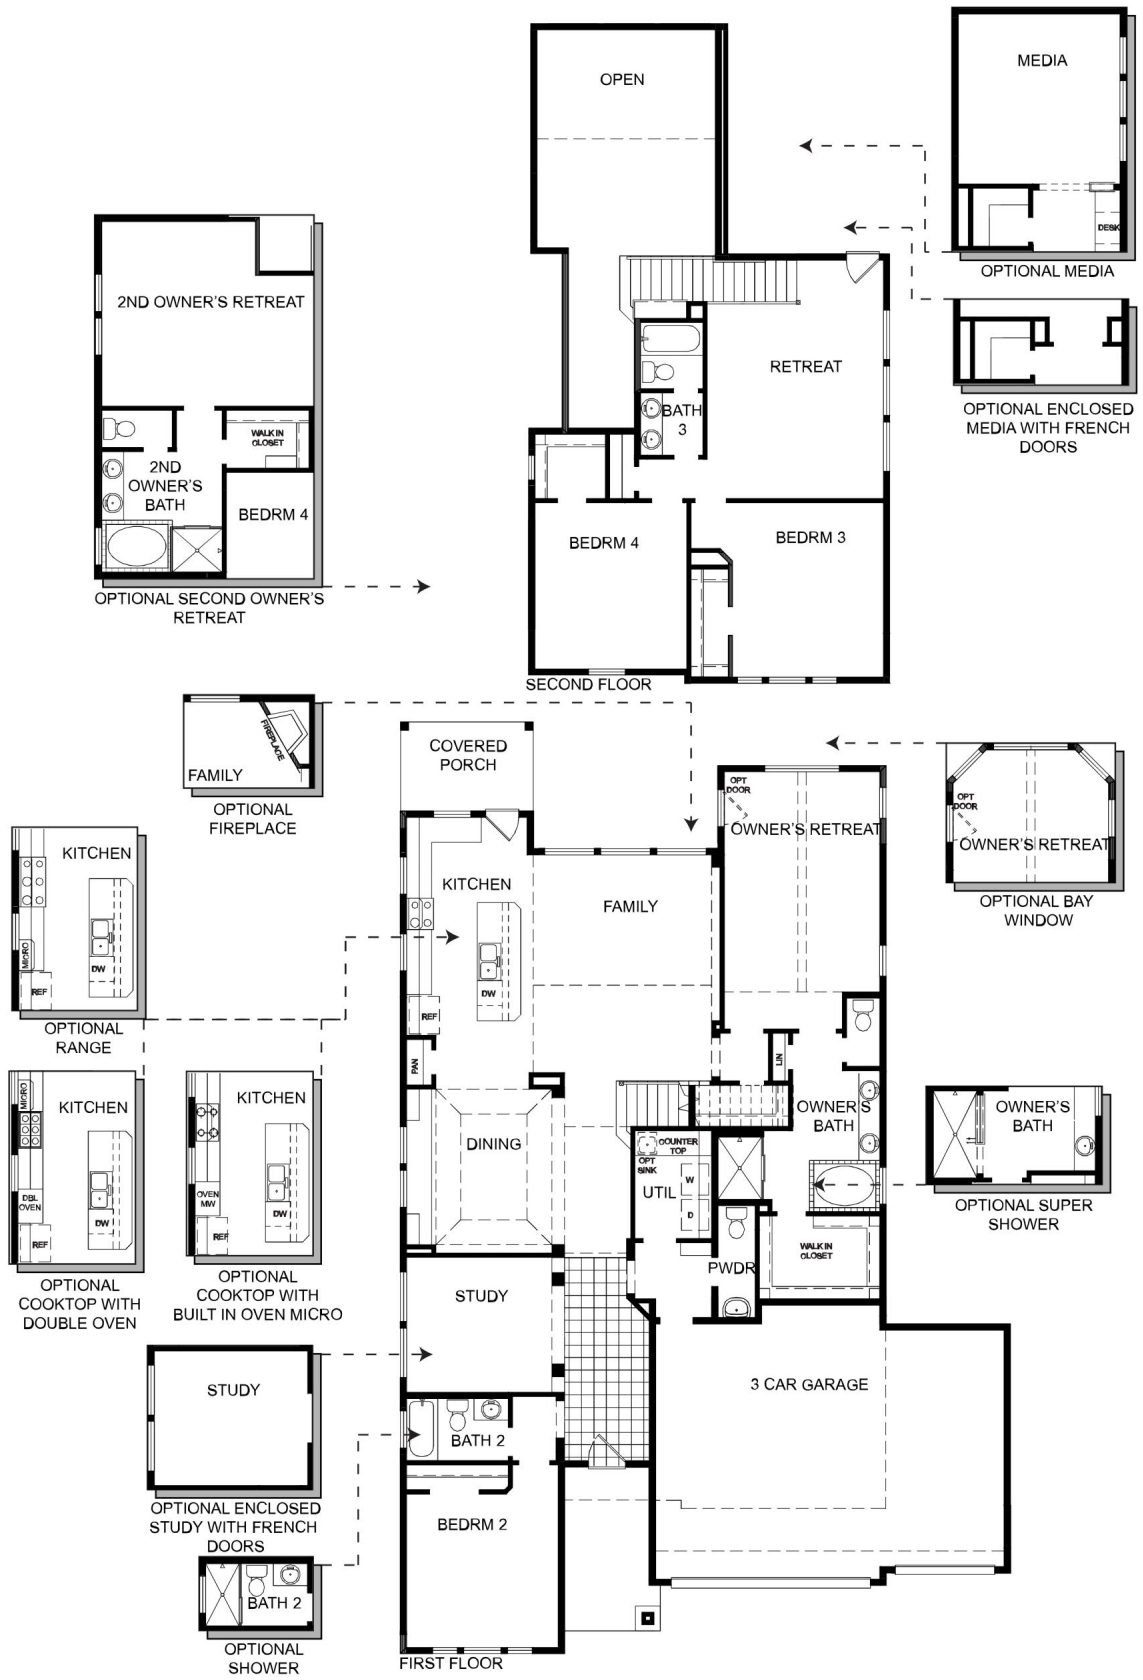 OPEN
MEDIA
DESK
OPTIONAL MEDIA
2ND OWNER'S RETREAT
WALK IN
CLOSET
2ND
OWNER'S
BATH
BEDRM 4
OPTIONAL SECOND OWNER'S
RETREAT
RETREAT
BATH
3
BEDRM 4
BEDRM 3
SECOND FLOOR
OPTIONAL ENCLOSED
MEDIA WITH FRENCH
DOORS
FIREPLACE
FAMILY
OPTIONAL
FIREPLACE
COVERED
PORCH
OPT
DOOR
OWNER'S RETREAT
OPT
DOOR
OWNER'S RETREAT
OPTIONAL BAY
WINDOW
KITCHEN
MICRO
DW
REF
OPTIONAL
RANGE
KITCHEN
FAMILY
DW
REF
PAN
LIN
MICRO
KITCHEN
DBL
OVEN
DW
REF
OPTIONAL
COOKTOP WITH
DOUBLE OVEN
KITCHEN
OVEN
MW
DW
REF
OPTIONAL
COOKTOP WITH
BUILT IN OVEN MICRO
DINING
OPT
SINK
COUNTER
TOP
UTIL
W
D
OWNER'S
BATH
OWNER'S
BATH
OPTIONAL SUPER
SHOWER
WALK IN
CLOSET
PWDR
STUDY
3 CAR GARAGE
STUDY
OPTIONAL ENCLOSED
STUDY WITH FRENCH
DOORS
BATH 2
BEDRM 2
BATH 2
OPTIONAL
SHOWER
FIRST FLOOR